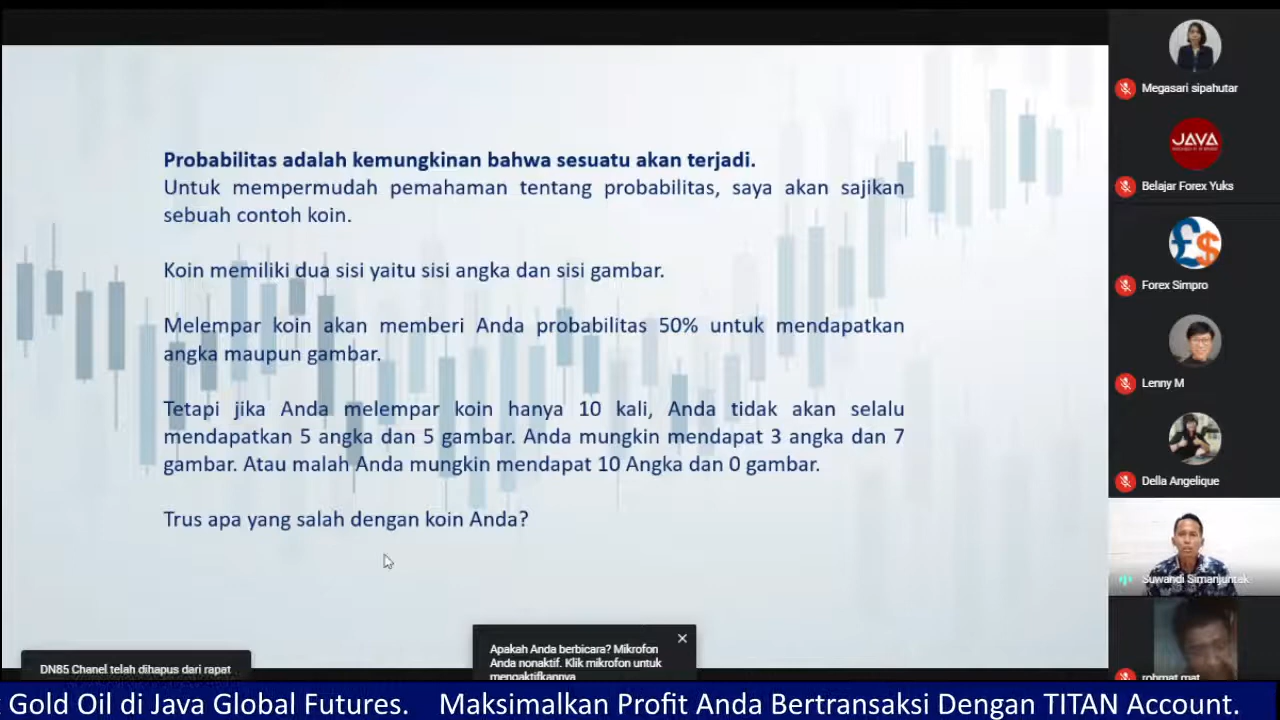 Probabilitas adalah kemungkinan bahwa sesuatu akan terjadi.
Untuk mempermudah pemahaman tentang probabilitas, saya akan sajikan
sebuah contoh koin.
Koin memiliki dua sisi yaitu sisi angka dan sisi gambar.
Melempar koin akan memberi Anda probabilitas 50% untuk mendapatkan
angka maupun gambar.
Tetapi jika Anda melempar koin hanya 10 kali, Anda tidak akan selalu
mendapatkan 5 angka dan 5 gambar. Anda mungkin mendapat 3 angka dan 7
gambar. Atau malah Anda mungkin mendapat 10 Angka dan 0 gambar.
Trus apa yang salah dengan koin Anda?
Megasari sipahutar
JAVA
Belajar Forex Yuks
£$
Forex Simpro
Lenny M
Della Angelique
Suwandi Simanjuntak
rohmat mat
DN85 Chanel telah dihapus dari rapat
Apakah Anda berbicara? Mikrofon
Anda nonaktif. Klik mikrofon untuk
mengaktifkannya
Gold Oil di Java Global Futures. Maksimalkan Profit Anda Bertransaksi Dengan TITAN Account.